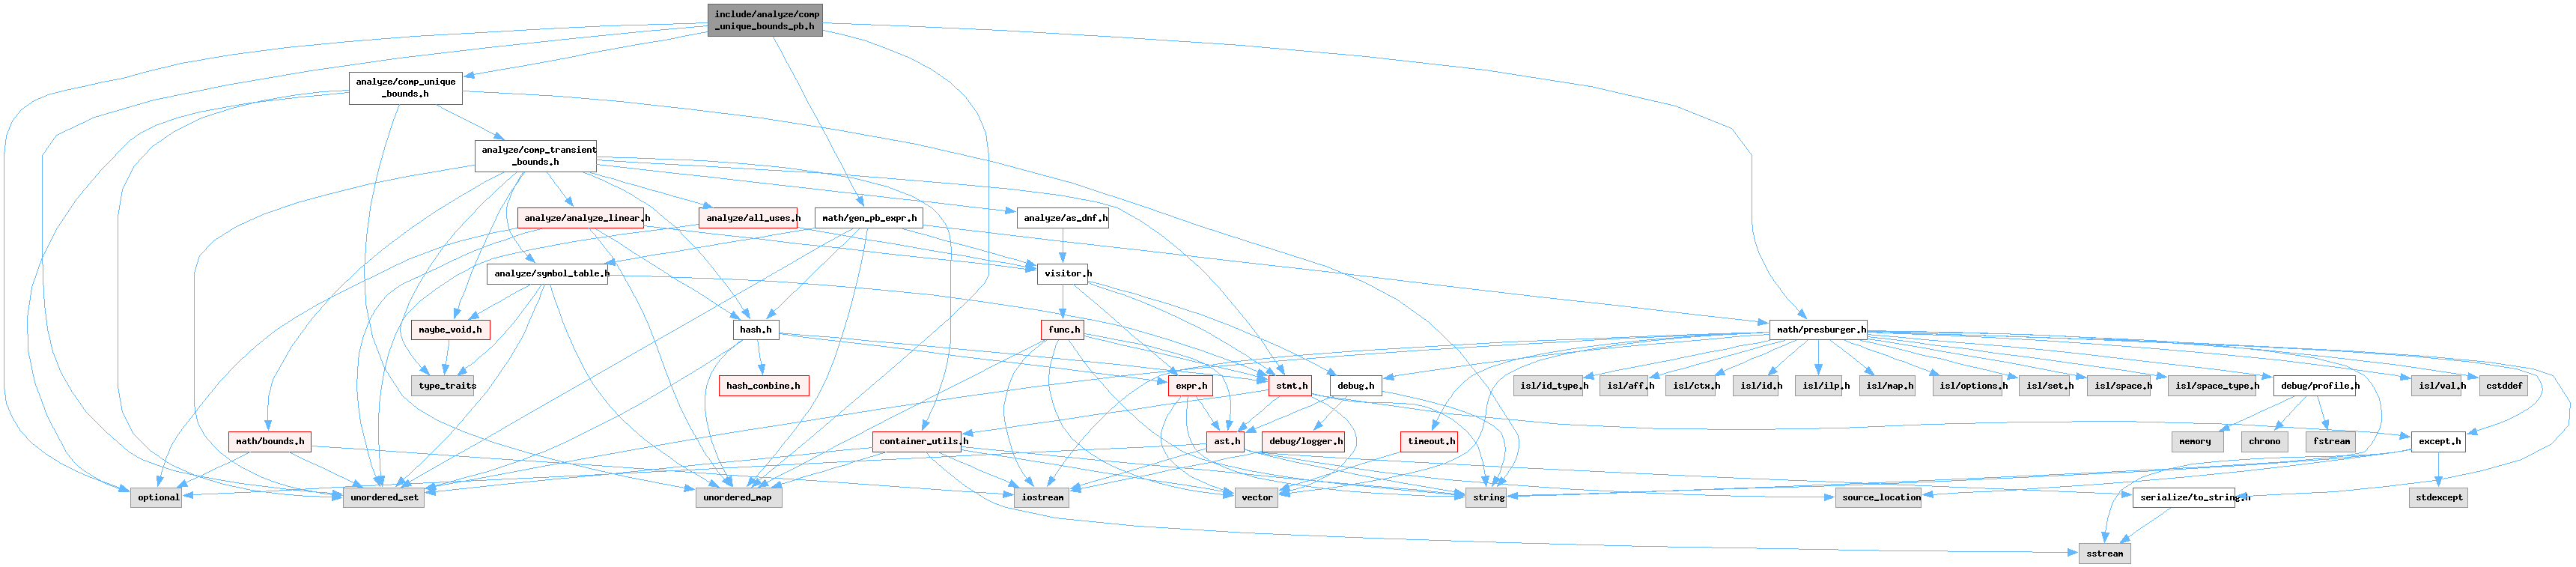 include/analyze/comp
_unique_bounds_pb.h
analyze/comp_unique
_bounds.h
analyze/comp_transient
_bounds.h
analyze/analyze_linear.h
analyze/all_uses.h
math/gen_pb_expr.h
analyze/as_dnf.h
analyze/symbol_table.h
visitor.h
maybe_void.h
hash.h
func.h
math/presburger.h
type_traits
hash_combine.h
expr.h
stmt.h
debug.h
isl/id_type.h
isl/aff.h
isl/ctx.h
isl/id.h
isl/ilp.h
isl/map.h
isl/options.h
isl/set.h
isl/space.h
isl/space_type.h
debug/profile.h
isl/val.h
cstddef
math/bounds.h
container_utils.h
ast.h
debug/logger.h
timeout.h
memory
chrono
fstream
except.h
optional
unordered_set
unordered_map
iostream
vector
string
source_location
serialize/to_string.h
stdexcept
sstream